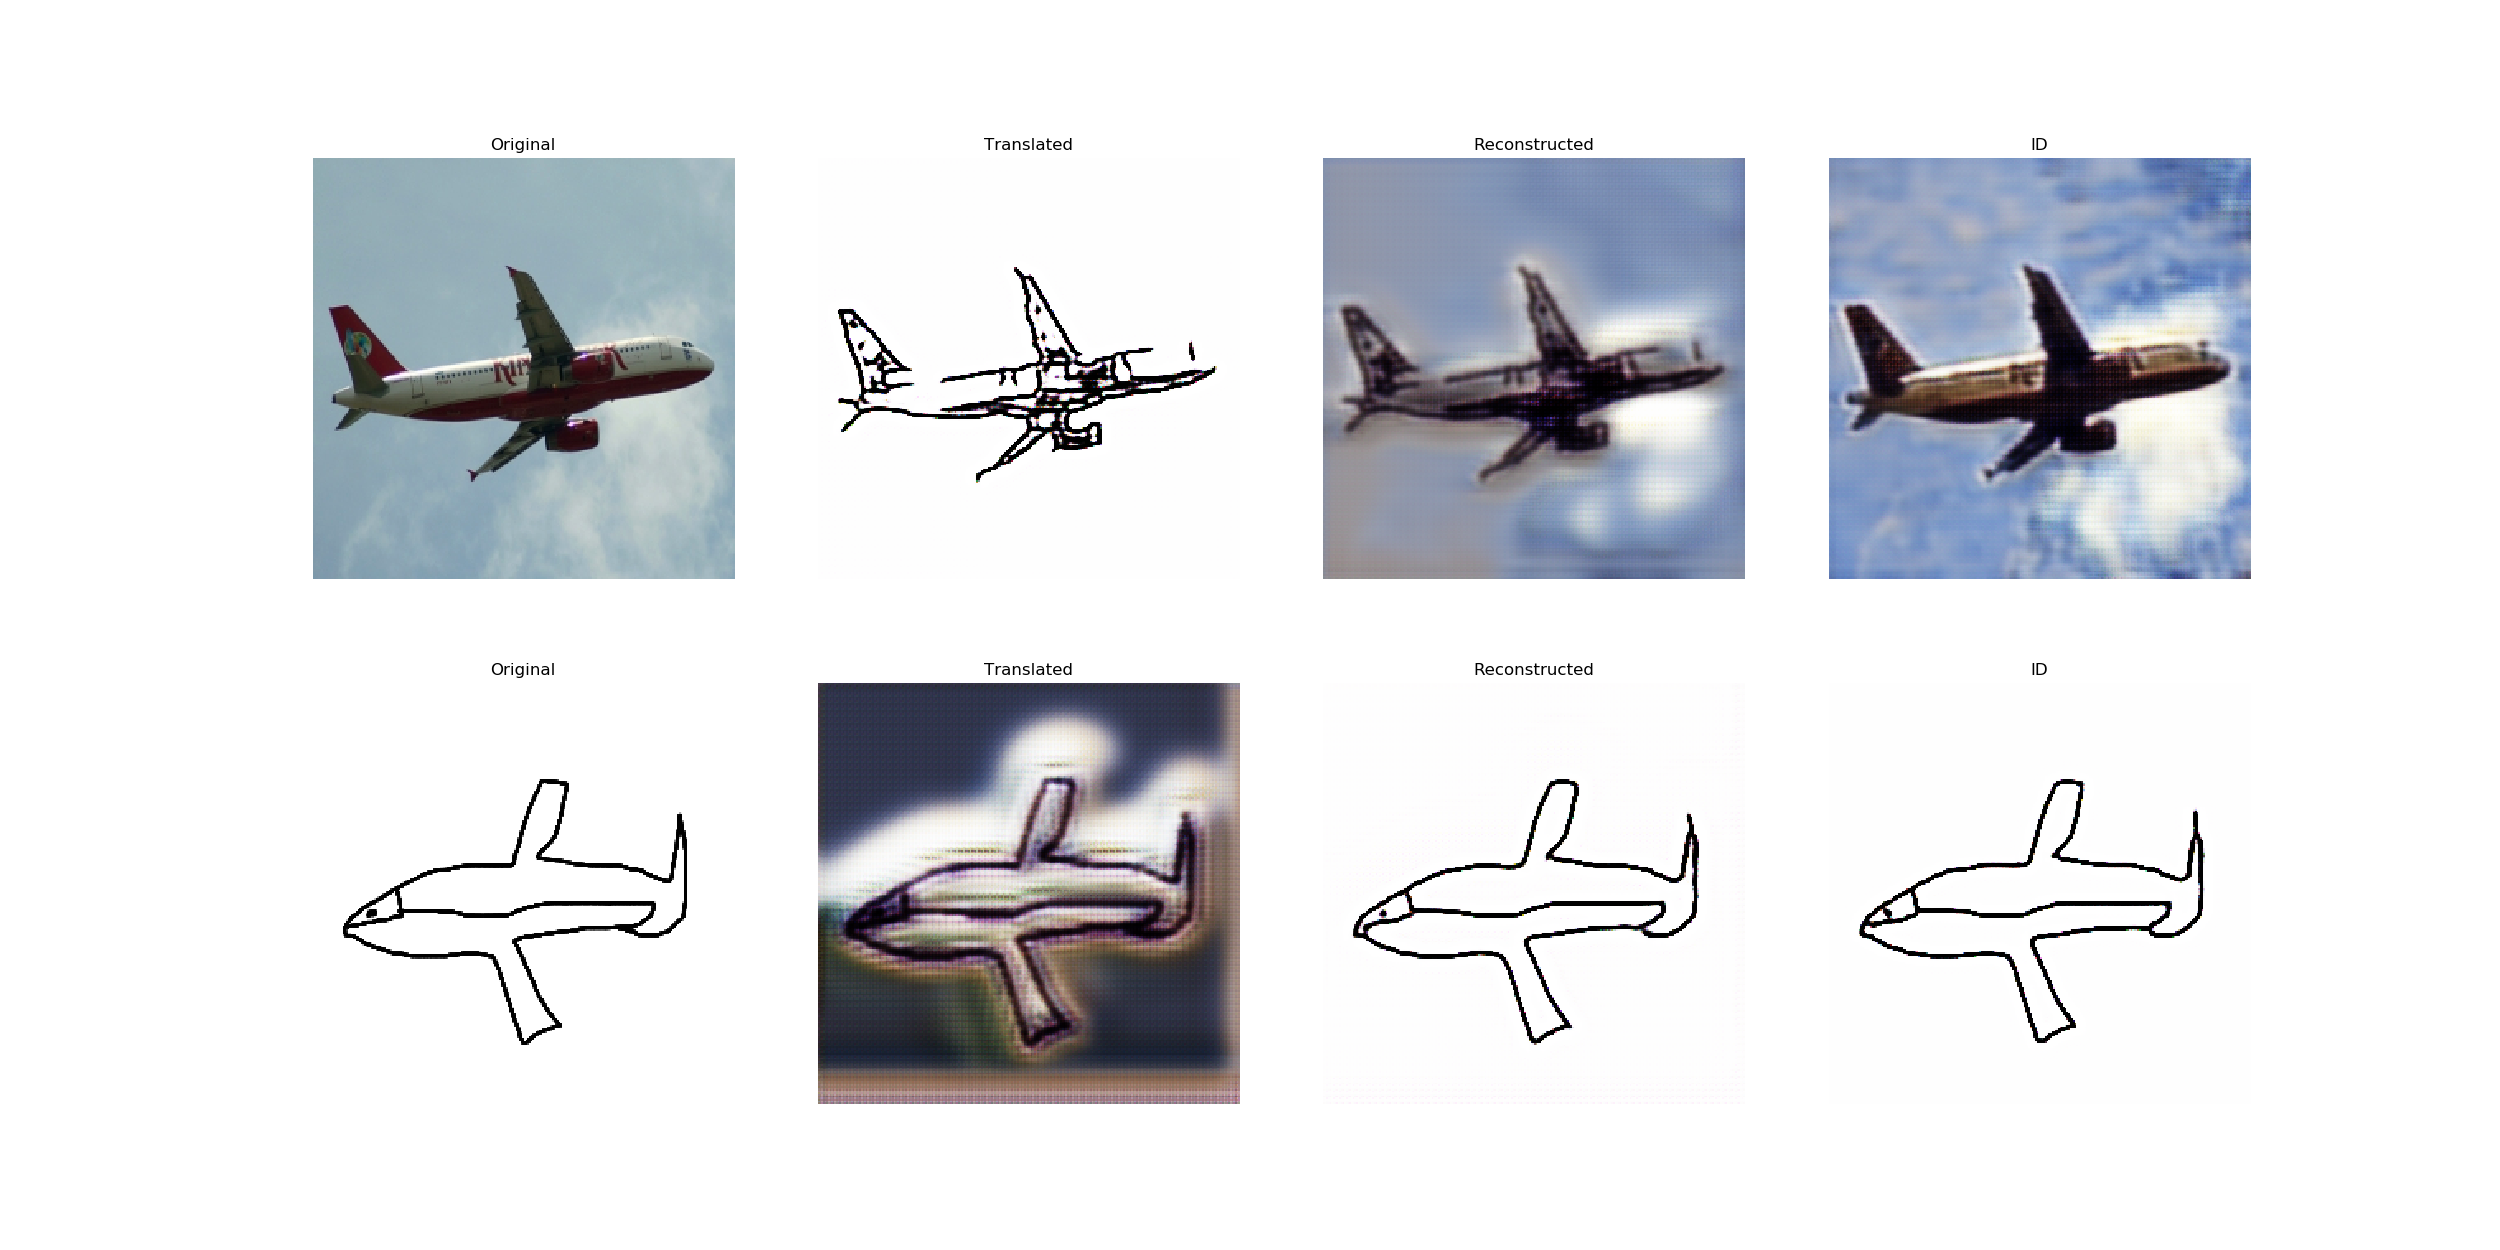 Original
Translated
Reconstructed
ID
Original
Translated
Reconstructed
ID